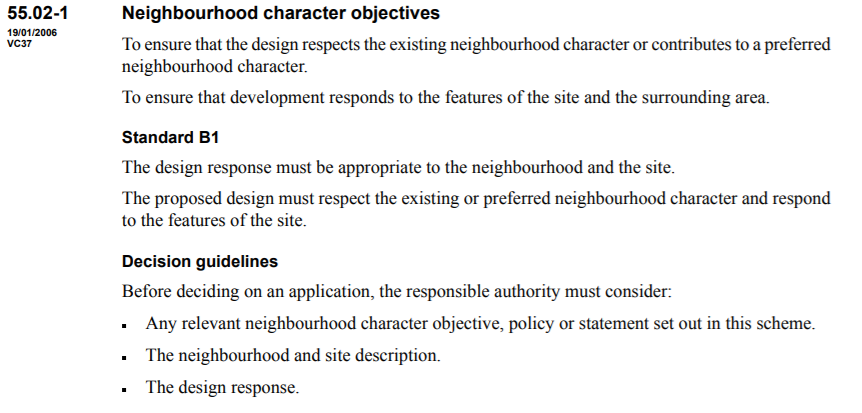 55.02-1 Neighbourhood character objectives
19/01/2006
VC37
To ensure that the design respects the existing neighbourhood character or contributes to a preferred
neighbourhood character.
To ensure that development responds to the features of the site and the surrounding area.
Standard B1
The design response must be appropriate to the neighbourhood and the site.
The proposed design must respect the existing or preferred neighbourhood character and respond
to the features of the site.
Decision guidelines
Before deciding on an application, the responsible authority must consider:
▪ Any relevant neighbourhood character objective, policy or statement set out in this scheme.
▪ The neighbourhood and site description.
▪ The design response.